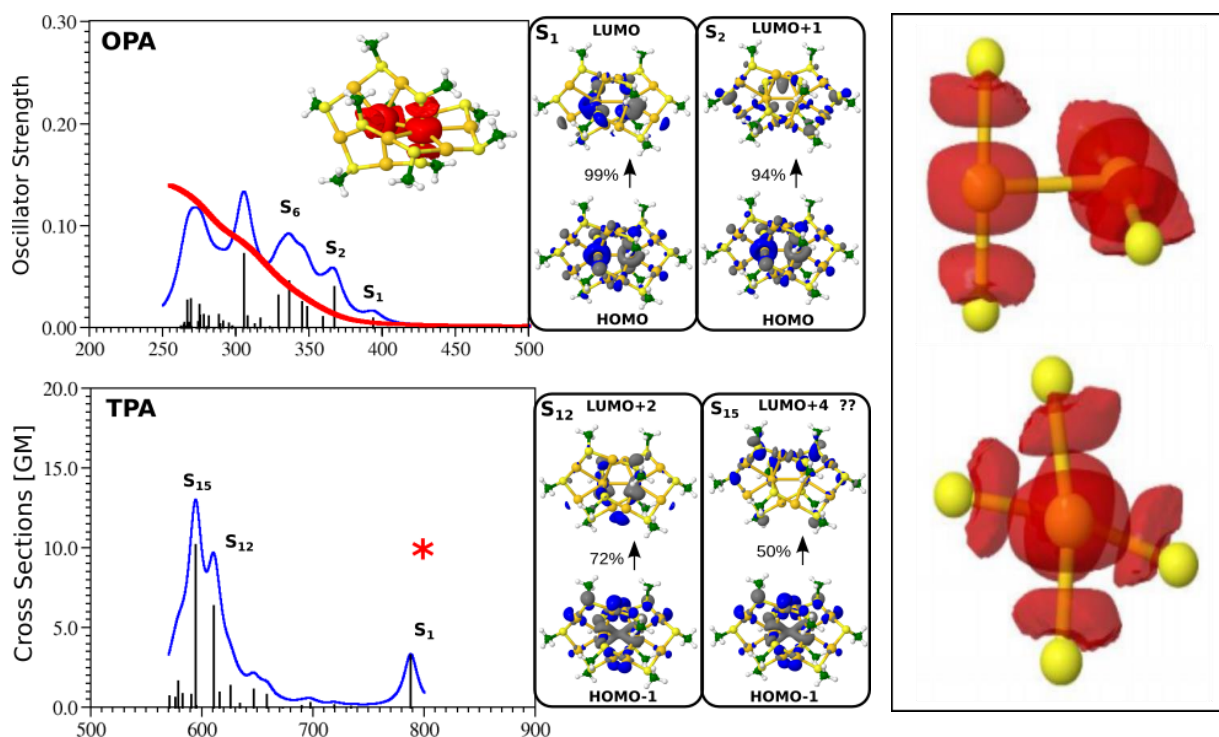 OPA
Oscillator Strength
0.30
0.20
0.10
0.00
200 250 300 350 400 450 500
S6
S2
S1
S1 LUMO
99%
HOMO
S2 LUMO+1
94%
HOMO
TPA
Cross Sections [GM]
20.0
15.0
10.0
5.0
0.0
500 600 700 800 900
S15
S12
*
S1
S12 LUMO+2
72%
HOMO-1
S15 LUMO+4 ??
50%
HOMO-1